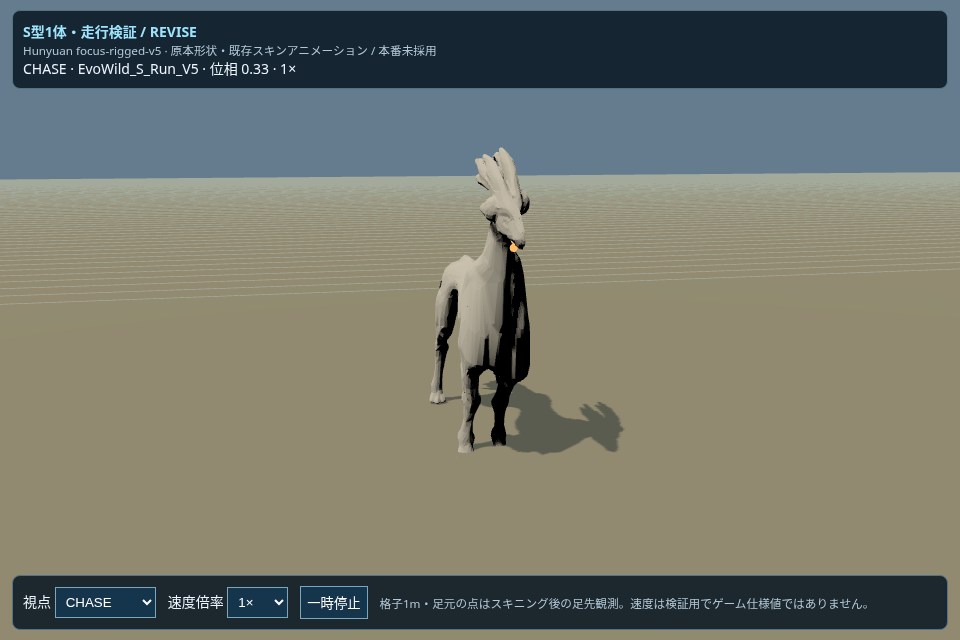 S型1体・走行検証 / REVISE
Hunyuan focus-rigged-v5 · 原本形状・既存スキンアニメーション / 本番未採用
CHASE · EvoWild_S_Run_V5 · 位相 0.33 · 1×
視点 CHASE 速度倍率 1× 一時停止 格子1m・足元の点はスキニング後の足先観測。速度は検証用でゲーム仕様値ではありません。